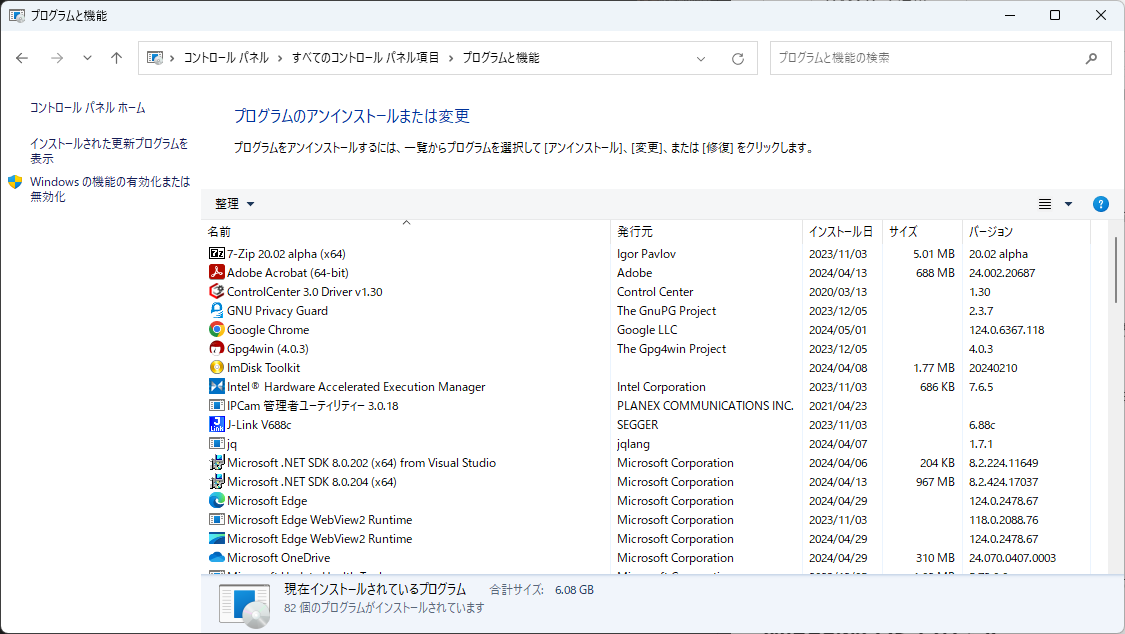 プログラムと機能
コントロール パネル › すべてのコントロール パネル項目 › プログラムと機能
プログラムと機能の検索
コントロール パネル ホーム
インストールされた更新プログラムを
表示
Windows の機能の有効化または
無効化
プログラムのアンインストールまたは変更
プログラムをアンインストールするには、一覧からプログラムを選択して [アンインストール]、[変更]、または [修復] をクリックします。
整理
名前 発行元 インストール日 サイズ バージョン
7-Zip 20.02 alpha (x64) Igor Pavlov 2023/11/03 5.01 MB 20.02 alpha
Adobe Acrobat (64-bit) Adobe 2024/04/13 688 MB 24.002.20687
ControlCenter 3.0 Driver v1.30 Control Center 2020/03/13 1.30
GNU Privacy Guard The GnuPG Project 2023/12/05 2.3.7
Google Chrome Google LLC 2024/05/01 124.0.6367.118
Gpg4win (4.0.3) The Gpg4win Project 2023/12/05 4.0.3
ImDisk Toolkit 2024/04/08 1.77 MB 20240210
Intel® Hardware Accelerated Execution Manager Intel Corporation 2023/11/03 686 KB 7.6.5
IPCam 管理者ユーティリティー 3.0.18 PLANEX COMMUNICATIONS INC. 2021/04/23
J-Link V688c SEGGER 2023/11/03 6.88c
jq jqlang 2024/04/07 1.7.1
Microsoft .NET SDK 8.0.202 (x64) from Visual Studio Microsoft Corporation 2024/04/06 204 KB 8.2.224.11649
Microsoft .NET SDK 8.0.204 (x64) Microsoft Corporation 2024/04/13 967 MB 8.2.424.17037
Microsoft Edge Microsoft Corporation 2024/04/29 124.0.2478.67
Microsoft Edge WebView2 Runtime Microsoft Corporation 2023/11/03 118.0.2088.76
Microsoft Edge WebView2 Runtime Microsoft Corporation 2024/04/29 124.0.2478.67
Microsoft OneDrive Microsoft Corporation 2024/04/29 310 MB 24.070.0407.0003
現在インストールされているプログラム 合計サイズ: 6.08 GB
82 個のプログラムがインストールされています